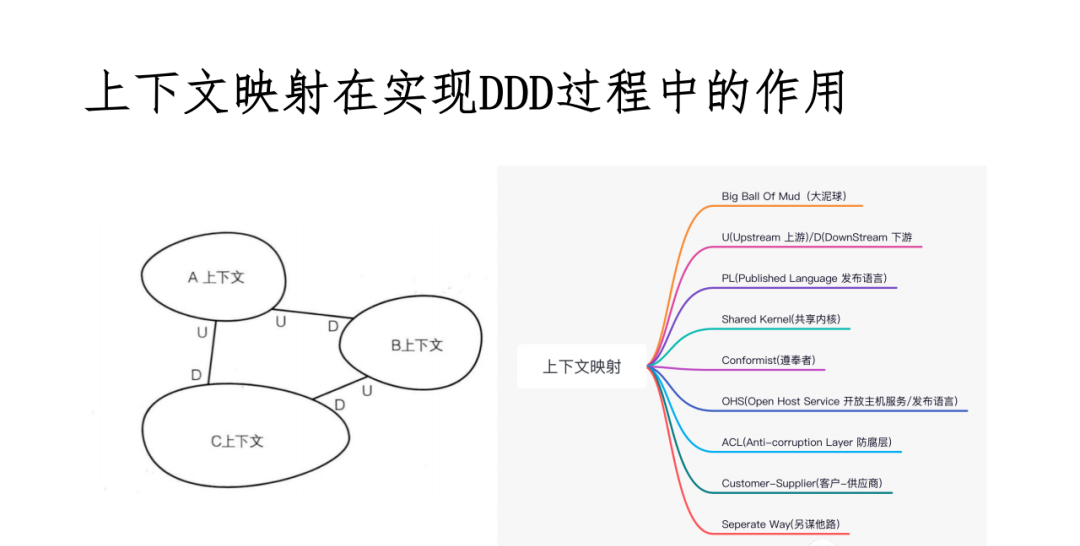 上下文映射在实现DDD过程中的作用
A 上下文
U
U
D
B上下文
D
U
D
C上下文
上下文映射
Big Ball Of Mud（大泥球）
U(Upstream 上游)/D(DownStream 下游
PL(Published Language 发布语言)
Shared Kernel(共享内核)
Conformist(遵奉者)
OHS(Open Host Service 开放主机服务/发布语言)
ACL(Anti-corruption Layer 防腐层)
Customer-Supplier(客户-供应商)
Seperate Way(另谋他路)